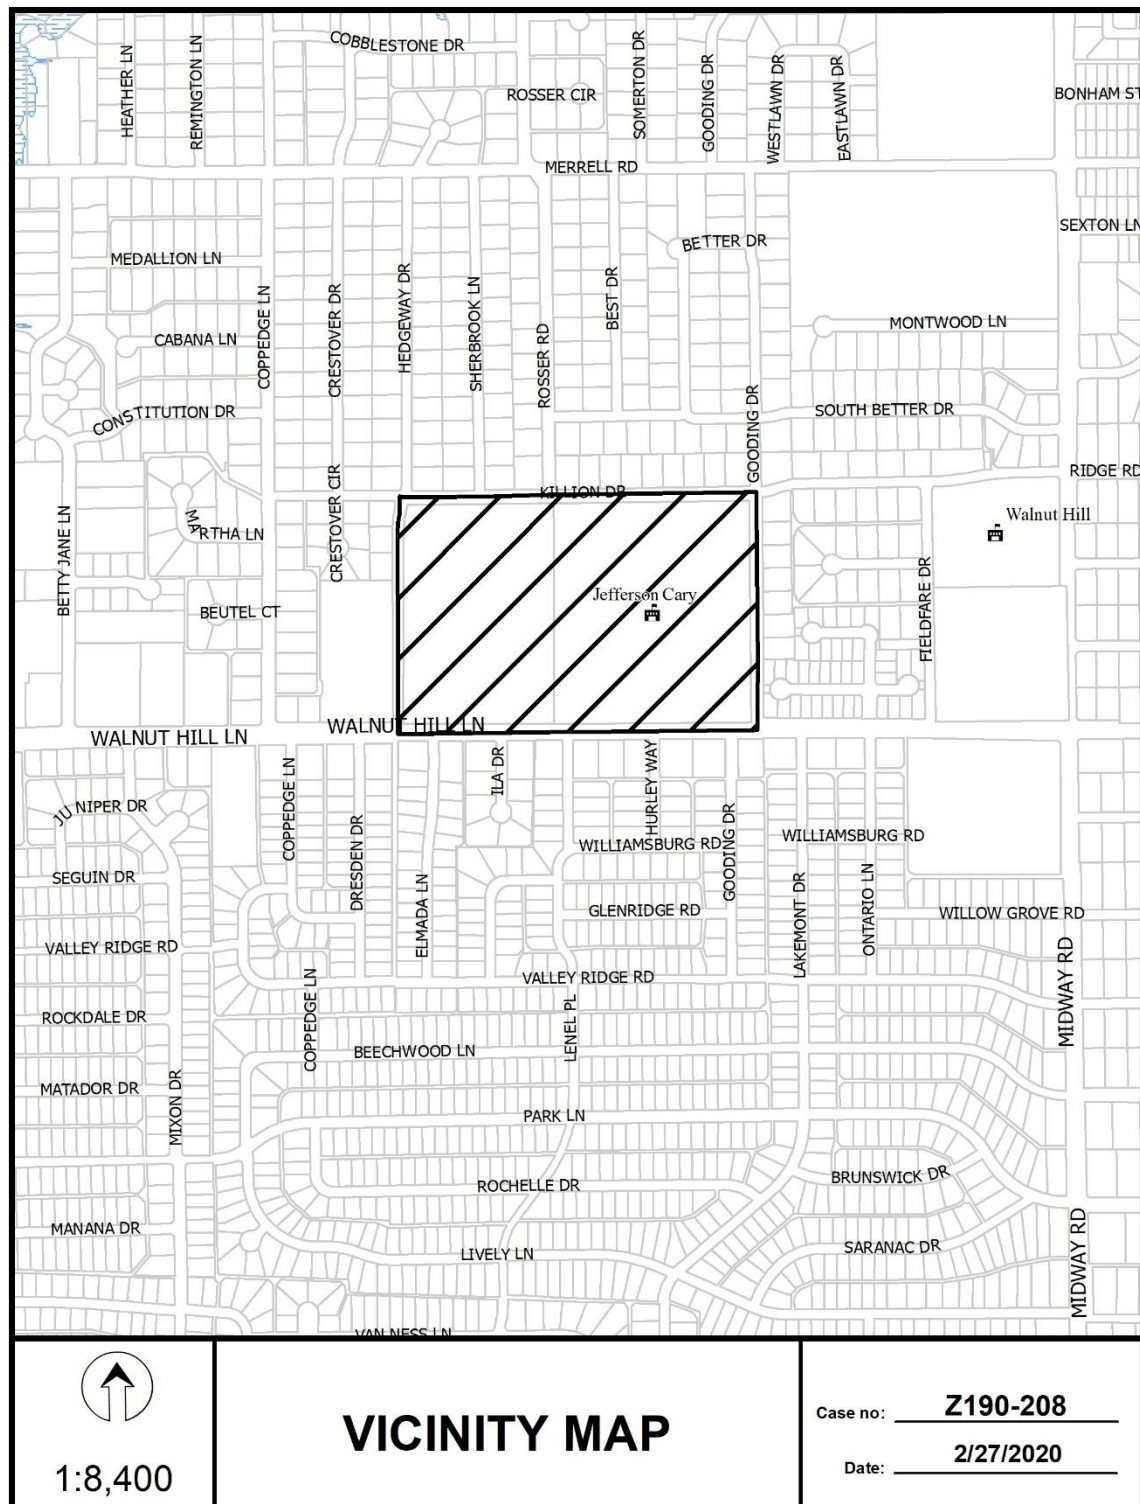 COBBLESTONE DR
HEATHER LN
REMINGTON LN
ROSSER CIR
SOMERTON DR
GOODING DR
WESTLAWN DR
EASTLAWN DR
BONHAM ST
MERRELL RD
SEXTON LN
MEDALLION LN
BETTER DR
CABANA LN
COPPEDGE LN
CRESTOVER DR
HEDGEWAY DR
SHERBROOK LN
ROSSER RD
BEST DR
MONTWOOD LN
CONSTITUTION DR
SOUTH BETTER DR
GOODING DR
RIDGE RD
KILLION DR
CRESTOVER CIR
MARTHA LN
Walnut Hill
BETTY JANE LN
BEUTEL CT
Jefferson Cary
FIELDFARE DR
WALNUT HILL LN
WALNUT HILL LN
ILA DR
HURLEY WAY
JUNIPER DR
COPPEDGE LN
DRESDEN DR
WILLIAMSBURG RD
GOODING DR
WILLIAMSBURG RD
SEGUIN DR
ELMADA LN
GLENRIDGE RD
LAKEMONT DR
ONTARIO LN
WILLOW GROVE RD
VALLEY RIDGE RD
VALLEY RIDGE RD
MIDWAY RD
COPPEDGE LN
ROCKDALE DR
LENEL PL
BEECHWOOD LN
MATADOR DR
MIXON DR
PARK LN
ROCHELLE DR
BRUNSWICK DR
MANANA DR
LIVELY LN
SARANAC DR
MIDWAY RD
VAN NESS LN
1:8,400
VICINITY MAP
Case no: Z190-208
Date: 2/27/2020